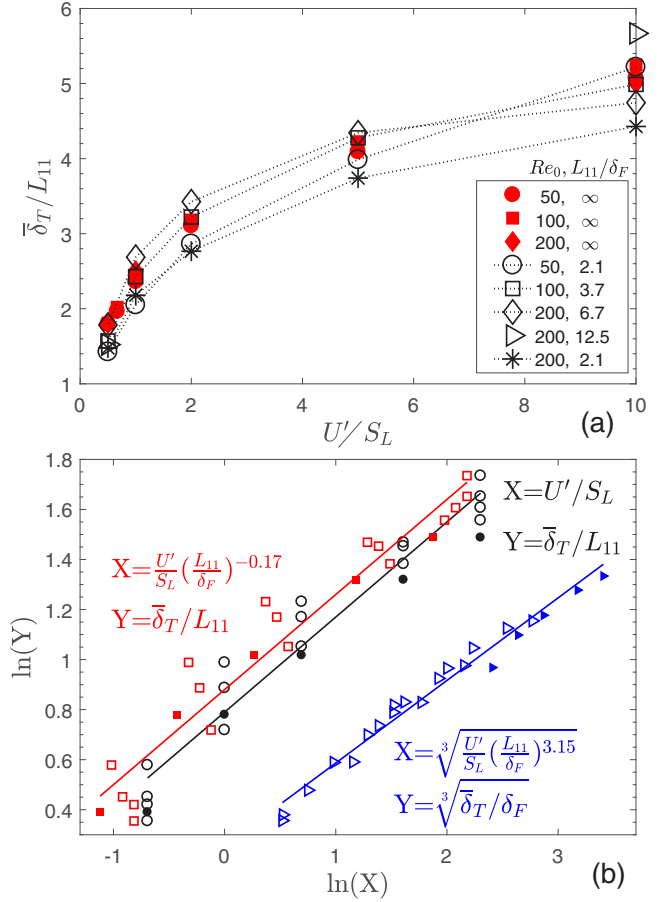 6
5
4
3
2
1
δ̅_T/L_11
0 2 4 6 8 10
U′/S_L
(a)
Re_0, L_11/δ_F
50, ∞
100, ∞
200, ∞
50, 2.1
100, 3.7
200, 6.7
200, 12.5
200, 2.1
1.8
1.6
1.4
1.2
1.0
0.8
0.6
0.4
ln(Y)
X=U′/S_L
Y=δ̅_T/L_11
X=U′/S_L(L_11/δ_F)^−0.17
Y=δ̅_T/L_11
X=∛(U′/S_L(L_11/δ_F)^3.15)
Y=∛(δ̅_T/δ_F)
-1 0 1 2 3
ln(X)
(b)